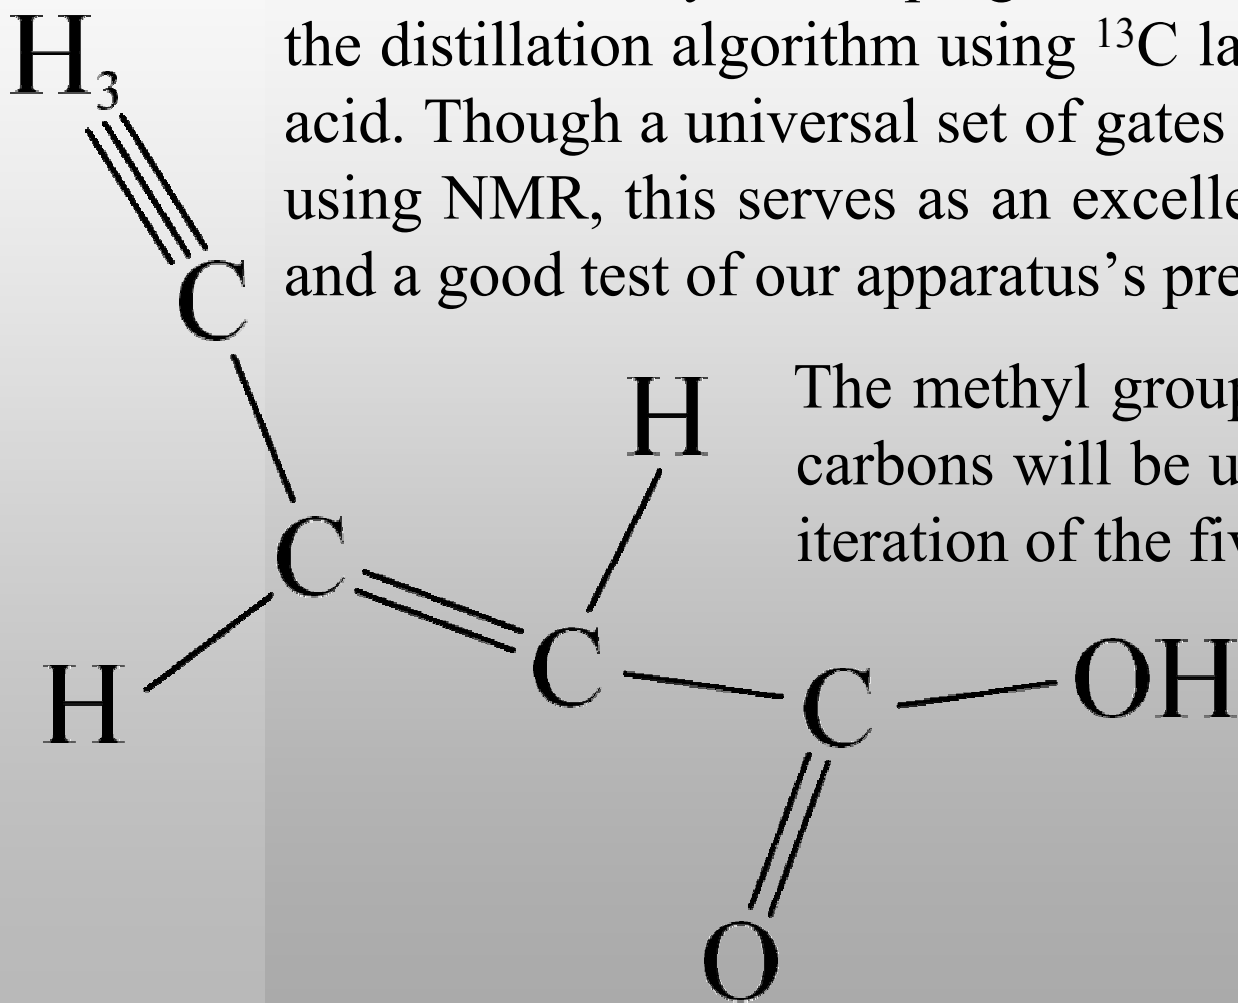 the distillation algorithm using ¹³C la
acid. Though a universal set of gates
using NMR, this serves as an excelle
and a good test of our apparatus’s pre
The methyl group
carbons will be u
iteration of the fiv
H₃
C
H
C
H
C
C
OH
O